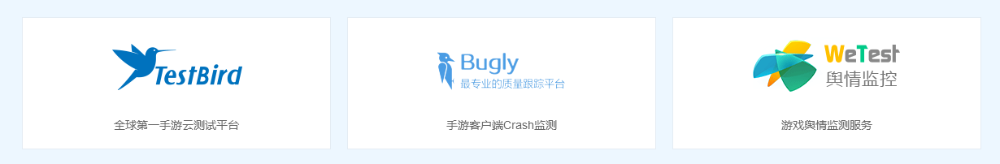 TestBird
全球第一手游云测试平台
Bugly
最专业的质量跟踪平台
手游客户端Crash监测
WeTest
舆情监控
游戏舆情监测服务